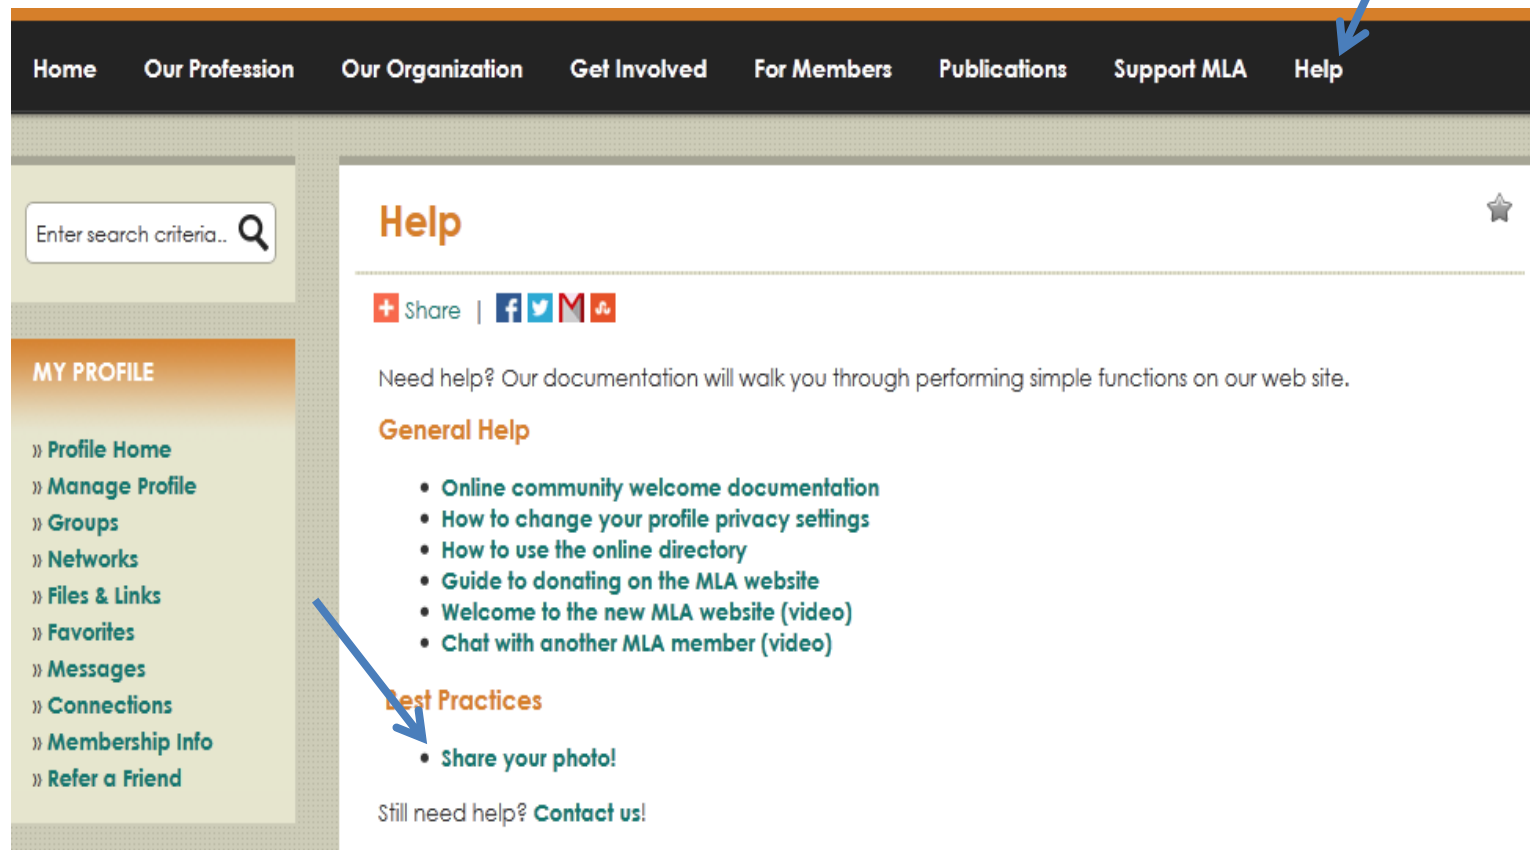 Home Our Profession Our Organization Get Involved For Members Publications Support MLA Help
Enter search criteria..
MY PROFILE
» Profile Home
» Manage Profile
» Groups
» Networks
» Files & Links
» Favorites
» Messages
» Connections
» Membership Info
» Refer a Friend
Help
Share |
Need help? Our documentation will walk you through performing simple functions on our web site.
General Help
• Online community welcome documentation
• How to change your profile privacy settings
• How to use the online directory
• Guide to donating on the MLA website
• Welcome to the new MLA website (video)
• Chat with another MLA member (video)
Best Practices
• Share your photo!
Still need help? Contact us!